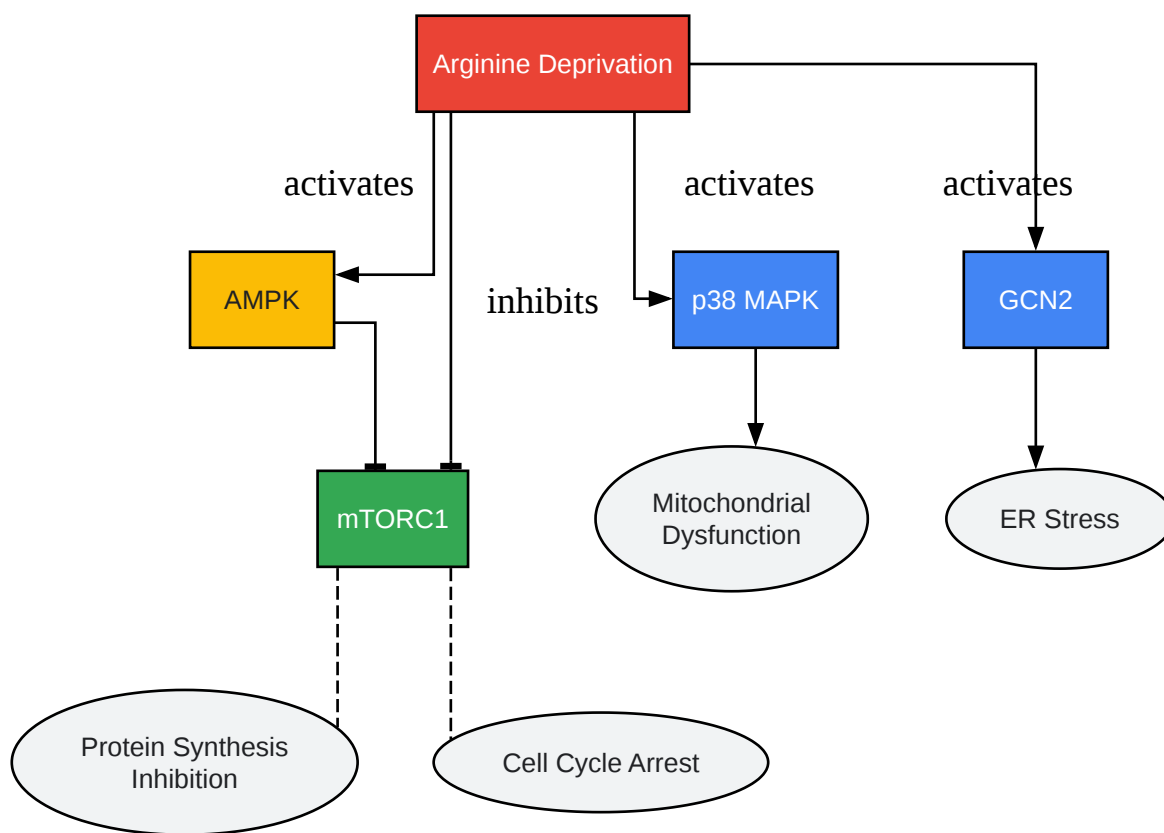 Arginine Deprivation
activates
activates
activates
AMPK
inhibits
p38 MAPK
GCN2
mTORC1
Mitochondrial
Dysfunction
ER Stress
Protein Synthesis
Inhibition
Cell Cycle Arrest